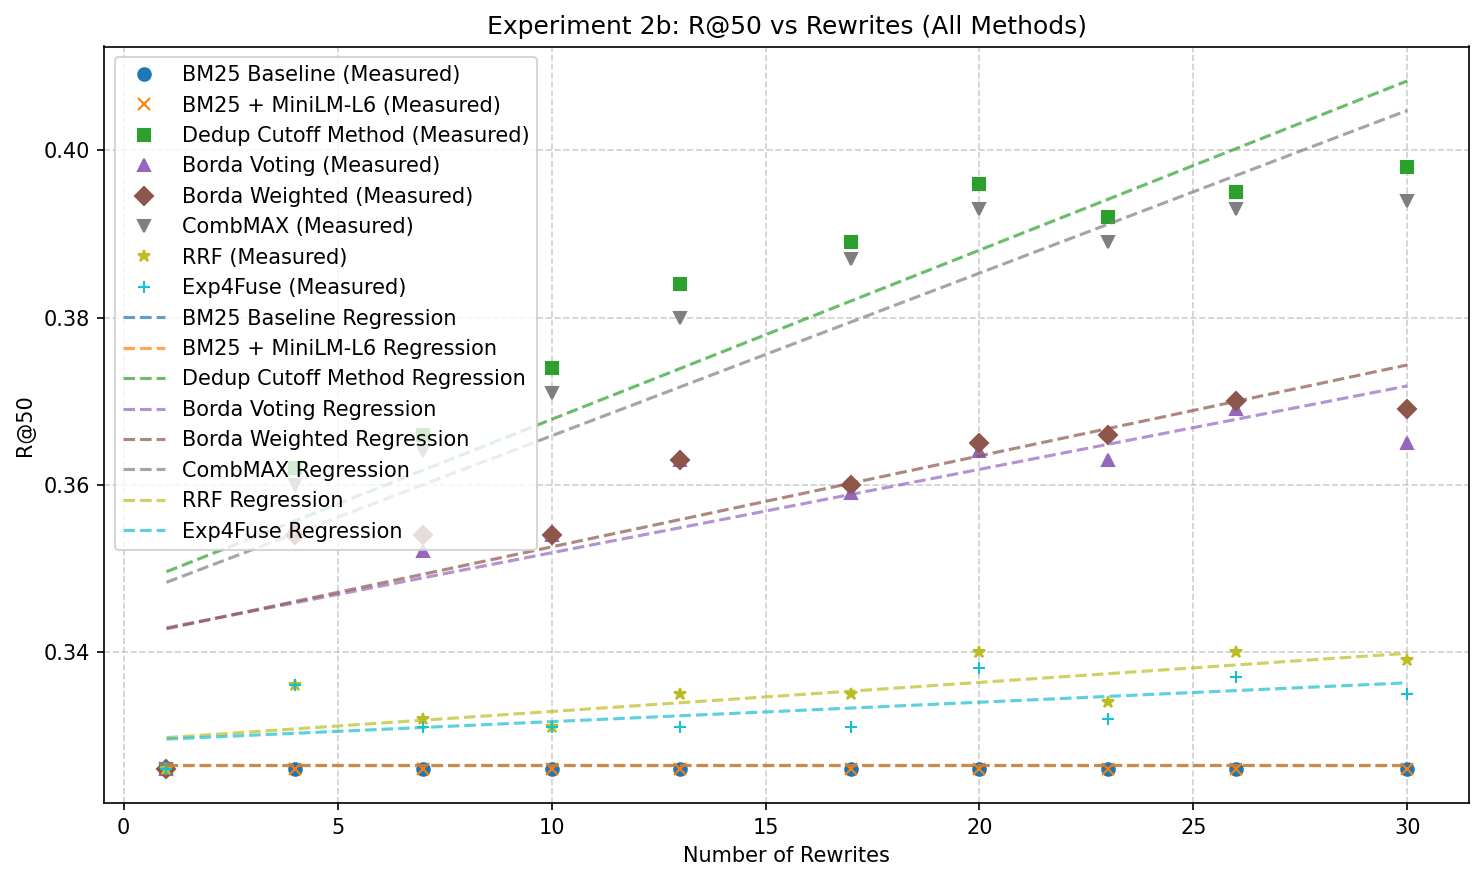 Experiment 2b: R@50 vs Rewrites (All Methods)
BM25 Baseline (Measured)
BM25 + MiniLM-L6 (Measured)
Dedup Cutoff Method (Measured)
Borda Voting (Measured)
Borda Weighted (Measured)
CombMAX (Measured)
RRF (Measured)
Exp4Fuse (Measured)
BM25 Baseline Regression
BM25 + MiniLM-L6 Regression
Dedup Cutoff Method Regression
Borda Voting Regression
Borda Weighted Regression
CombMAX Regression
RRF Regression
Exp4Fuse Regression
R@50
0.40
0.38
0.36
0.34
0 5 10 15 20 25 30
Number of Rewrites